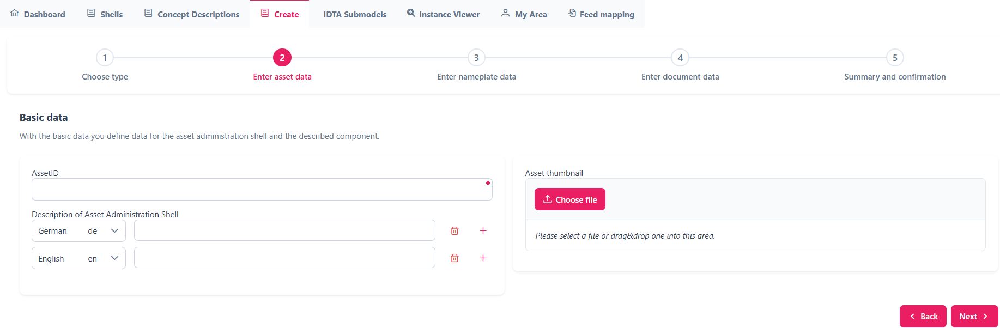 Dashboard Shells Concept Descriptions Create IDTA Submodels Instance Viewer My Area Feed mapping
1 2 3 4 5
Choose type Enter asset data Enter nameplate data Enter document data Summary and confirmation
Basic data
With the basic data you define data for the asset administration shell and the described component.
AssetID
Description of Asset Administration Shell
German de
English en
Asset thumbnail
Choose file
Please select a file or drag&drop one into this area.
Back Next